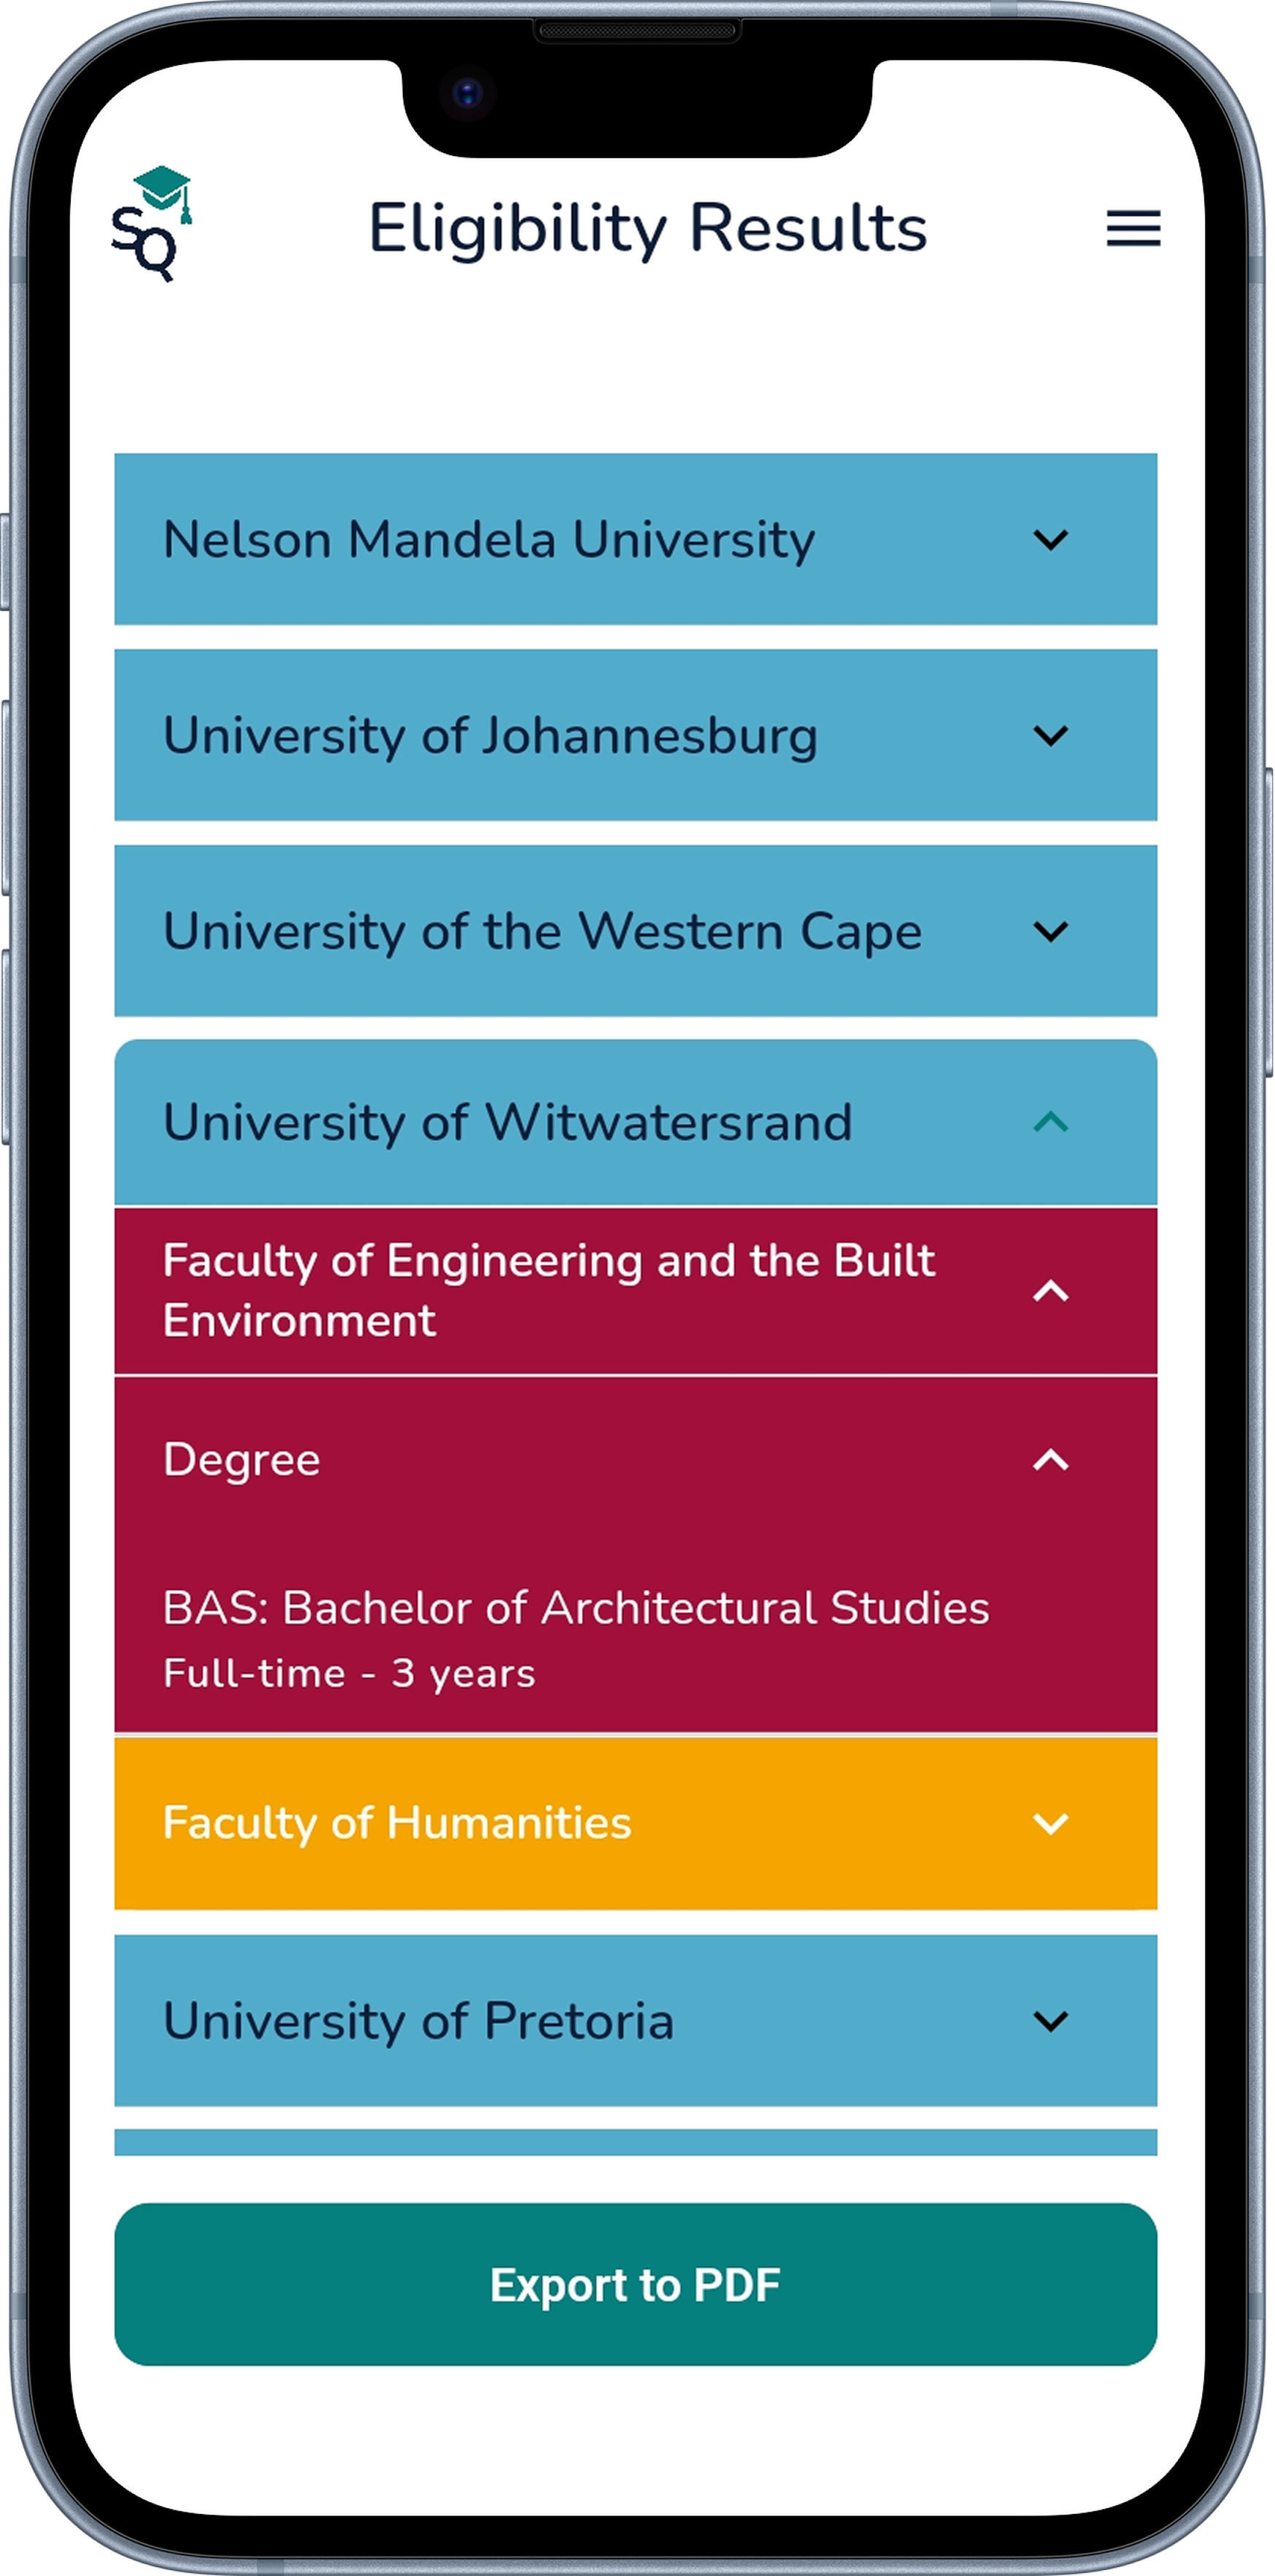 SQ
Eligibility Results
Nelson Mandela University
University of Johannesburg
University of the Western Cape
University of Witwatersrand
Faculty of Engineering and the Built
Environment
Degree
BAS: Bachelor of Architectural Studies
Full-time - 3 years
Faculty of Humanities
University of Pretoria
Export to PDF